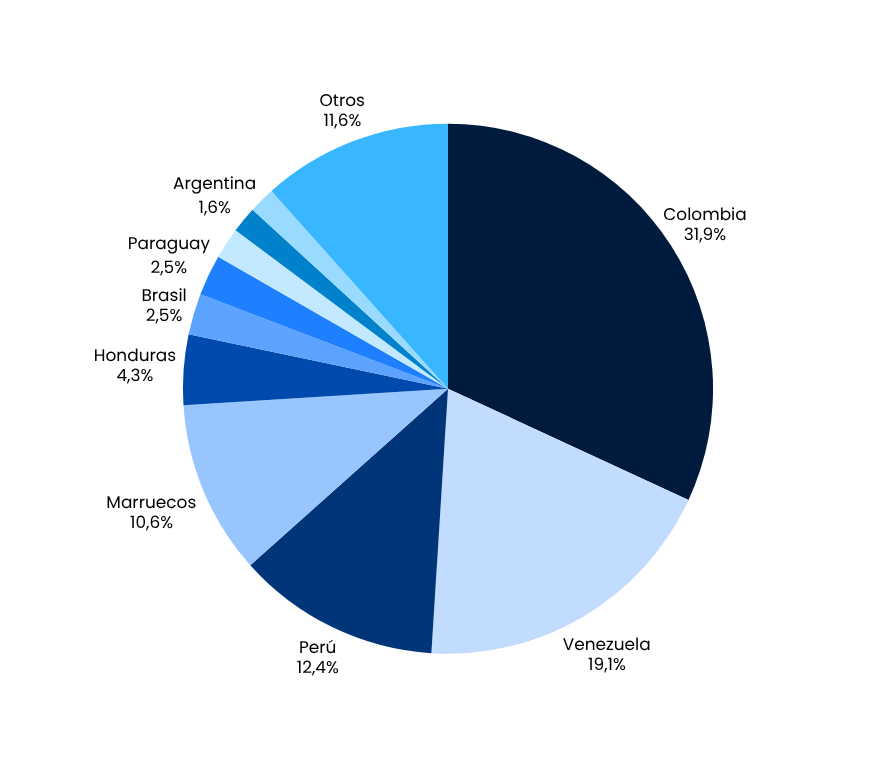 Otros
11,6%
Argentina
1,6%
Colombia
31,9%
Paraguay
2,5%
Brasil
2,5%
Honduras
4,3%
Marruecos
10,6%
Perú
12,4%
Venezuela
19,1%